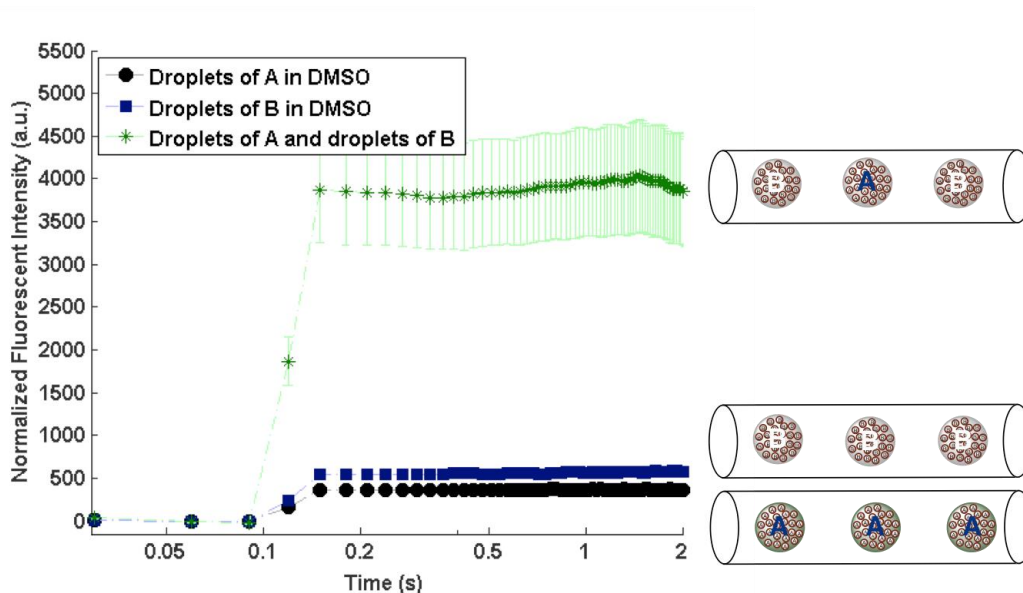 5500
5000
4500
4000
3500
3000
2500
2000
1500
1000
500
0
Normalized Fluorescent Intensity (a.u.)
Droplets of A in DMSO
Droplets of B in DMSO
Droplets of A and droplets of B
0.05 0.1 0.2 0.5 1 2
Time (s)
B A B
B B B
A A A